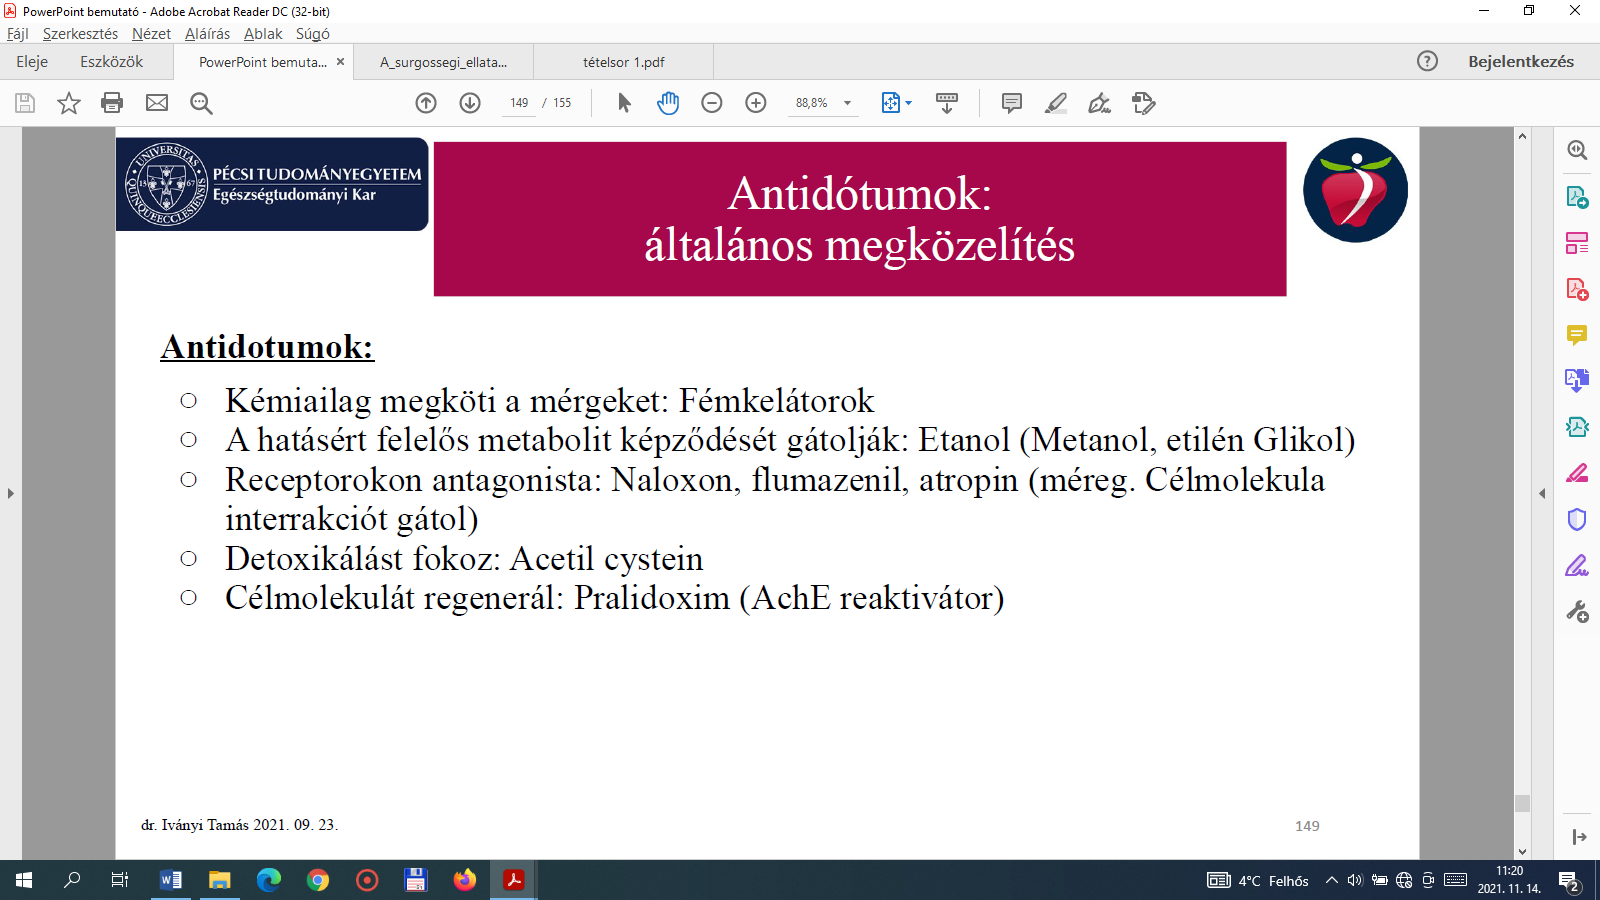 PowerPoint bemutató - Adobe Acrobat Reader DC (32-bit)
Fájl Szerkesztés Nézet Aláírás Ablak Súgó
Eleje Eszközök PowerPoint bemuta... × A_surgossegi_ellata... tételsor 1.pdf ? Bejelentkezés
149 / 155 88,8%
UNIVERSITAS QUINQUEECCLESIENSIS 1367
PÉCSI TUDOMÁNYEGYETEM
Egészségtudományi Kar
Antidótumok:
általános megközelítés
Antidotumok:
○ Kémiailag megköti a mérgeket: Fémkelátorok
○ A hatásért felelős metabolit képződését gátolják: Etanol (Metanol, etilén Glikol)
○ Receptorokon antagonista: Naloxon, flumazenil, atropin (méreg. Célmolekula
interrakciót gátol)
○ Detoxikálást fokoz: Acetil cystein
○ Célmolekulát regenerál: Pralidoxim (AchE reaktivátor)
dr. Iványi Tamás 2021. 09. 23.
149
4°C Felhős
11:20
2021. 11. 14.
2